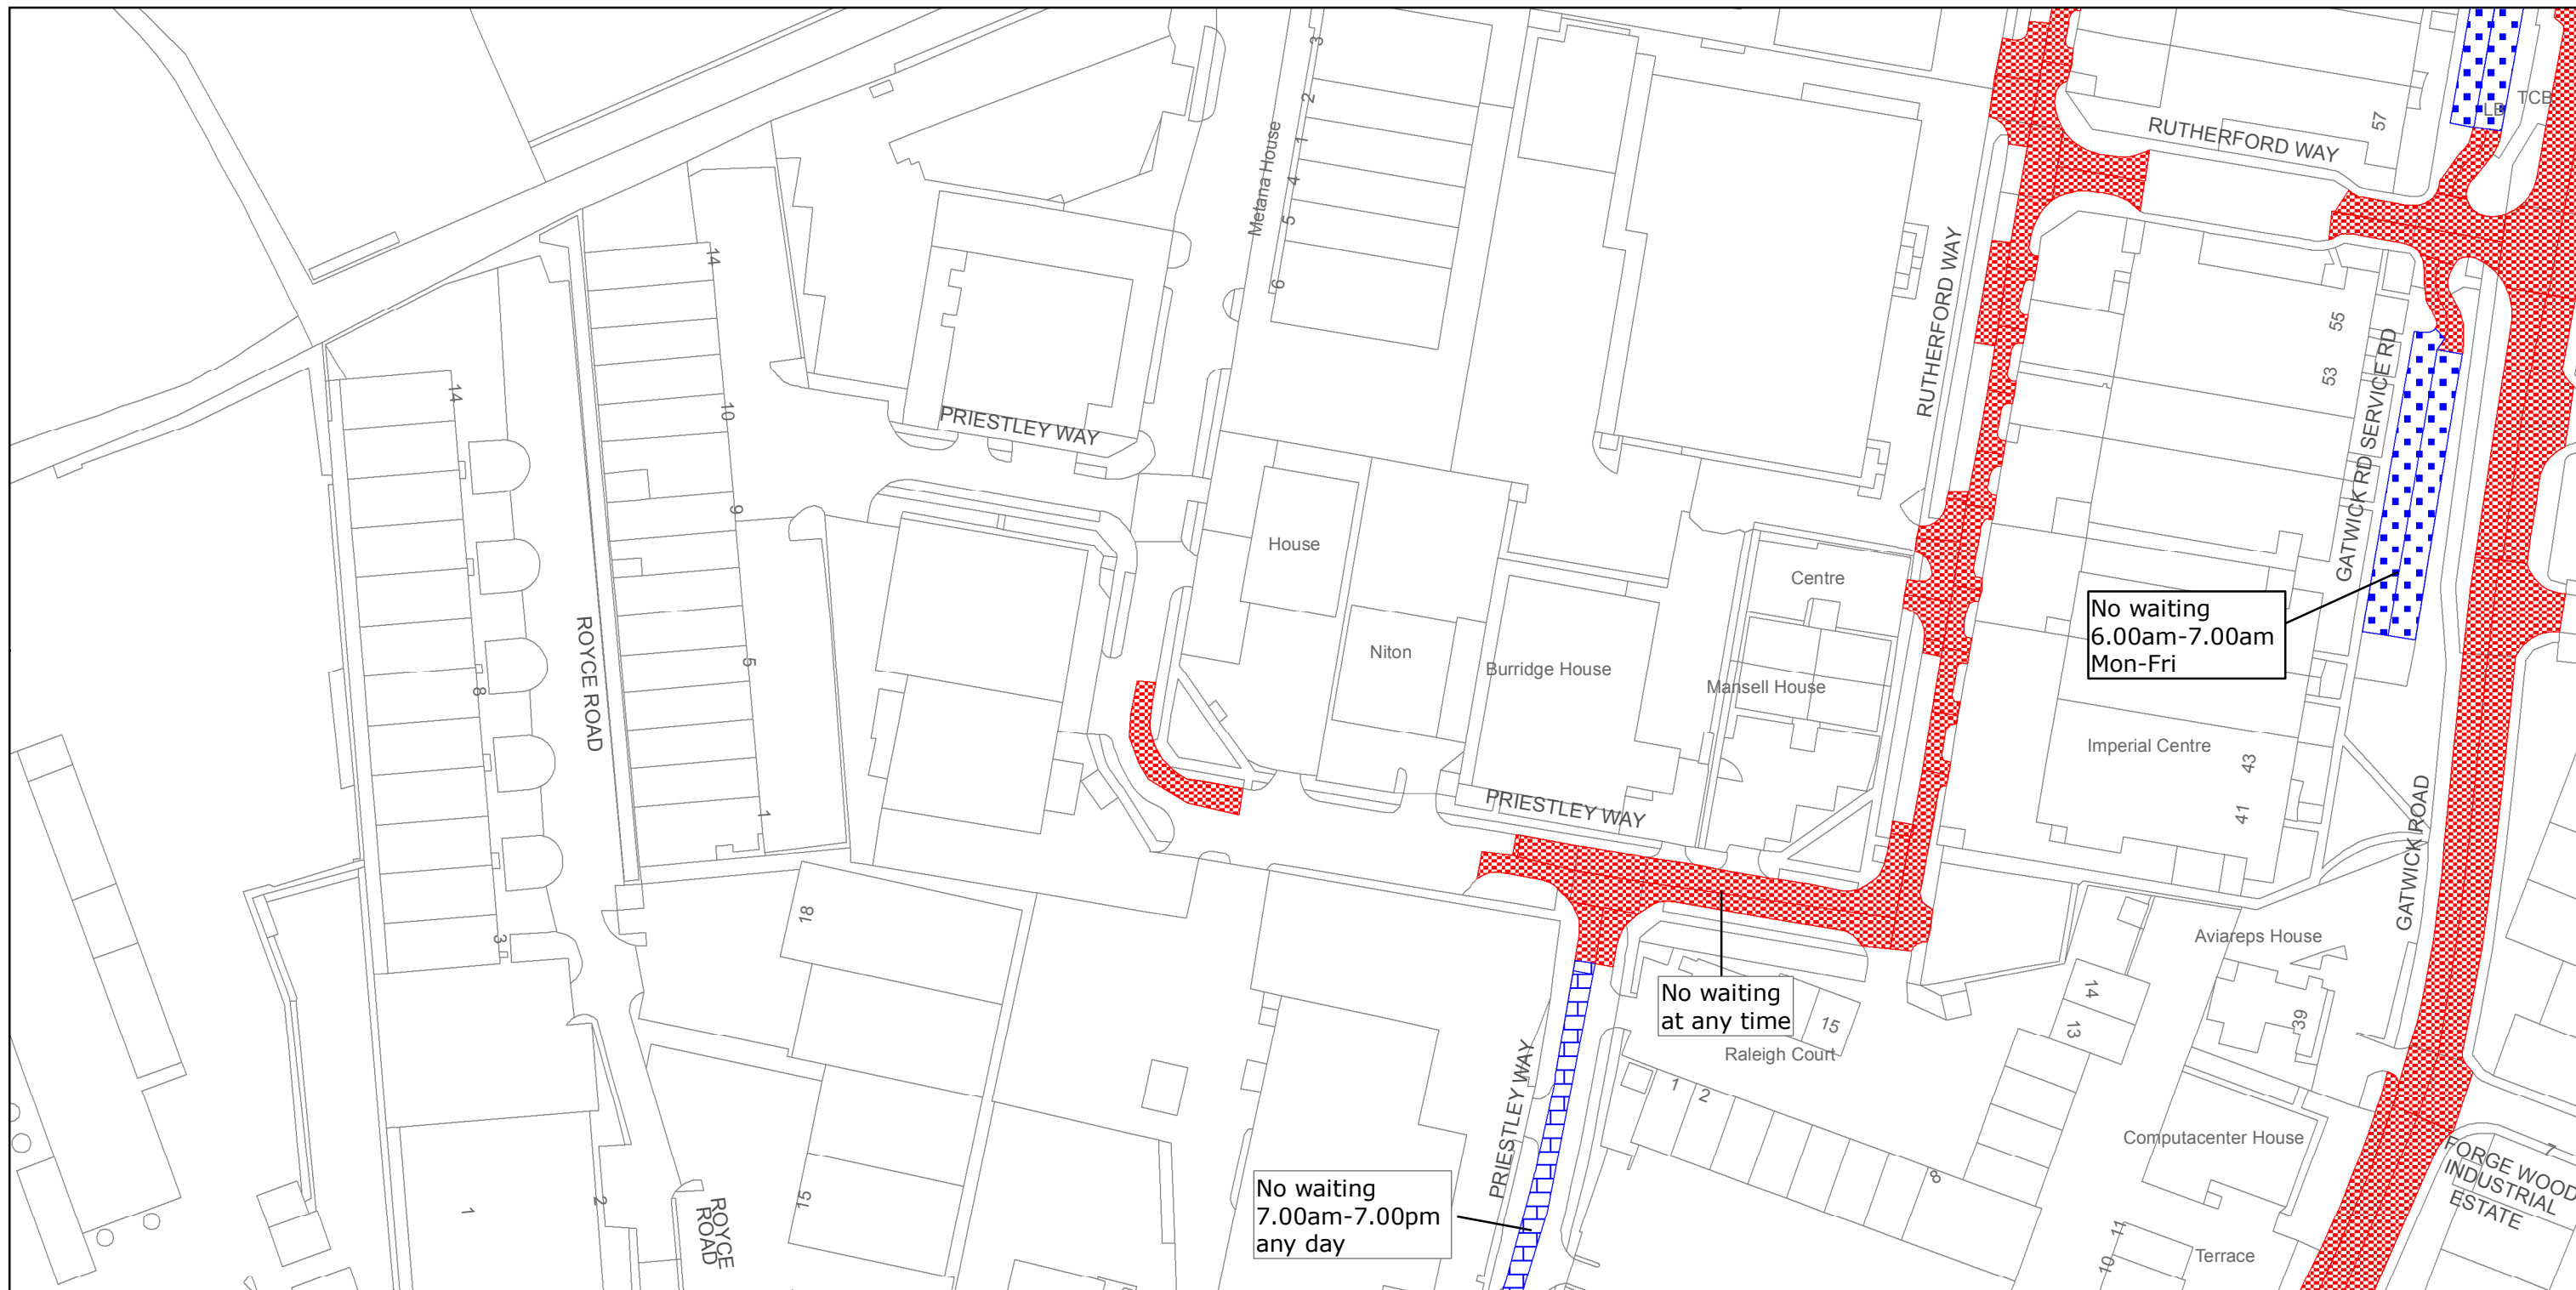 3
2
1
4
5
6
Metana House
LB
TCB
57
RUTHERFORD WAY
RUTHERFORD WAY
14
14
10
9
5
1
8
3
ROYCE ROAD
PRIESTLEY WAY
55
53
GATWICK RD SERVICE RD
House
Niton
Burridge House
Centre
Mansell House
No waiting
6.00am-7.00am
Mon-Fri
Imperial Centre
43
41
GATWICK ROAD
PRIESTLEY WAY
18
15
Aviareps House
39
14
13
No waiting
at any time
15
Raleigh Court
1
2
8
PRIESTLEY WAY
Computacenter House
7
FORGE WOOD
INDUSTRIAL
ESTATE
No waiting
7.00am-7.00pm
any day
1
2
ROYCE
ROAD
11
10
Terrace